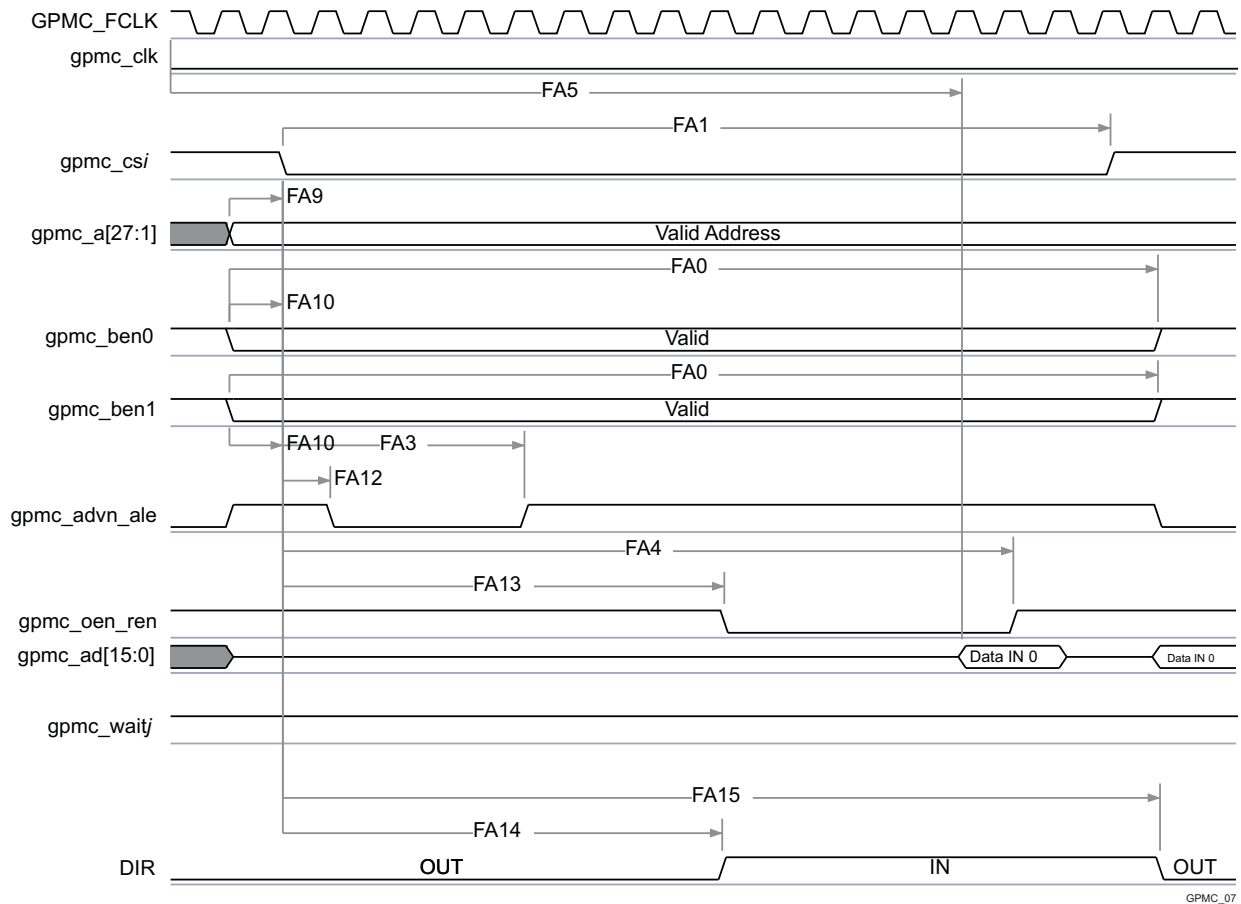 GPMC_FCLK
gpmc_clk
FA5
FA1
gpmc_csi
FA9
gpmc_a[27:1]
Valid Address
FA0
FA10
gpmc_ben0
Valid
FA0
gpmc_ben1
Valid
FA10
FA3
FA12
gpmc_advn_ale
FA4
FA13
gpmc_oen_ren
gpmc_ad[15:0]
Data IN 0
Data IN 0
gpmc_waitj
FA15
FA14
DIR
OUT
IN
OUT
GPMC_07